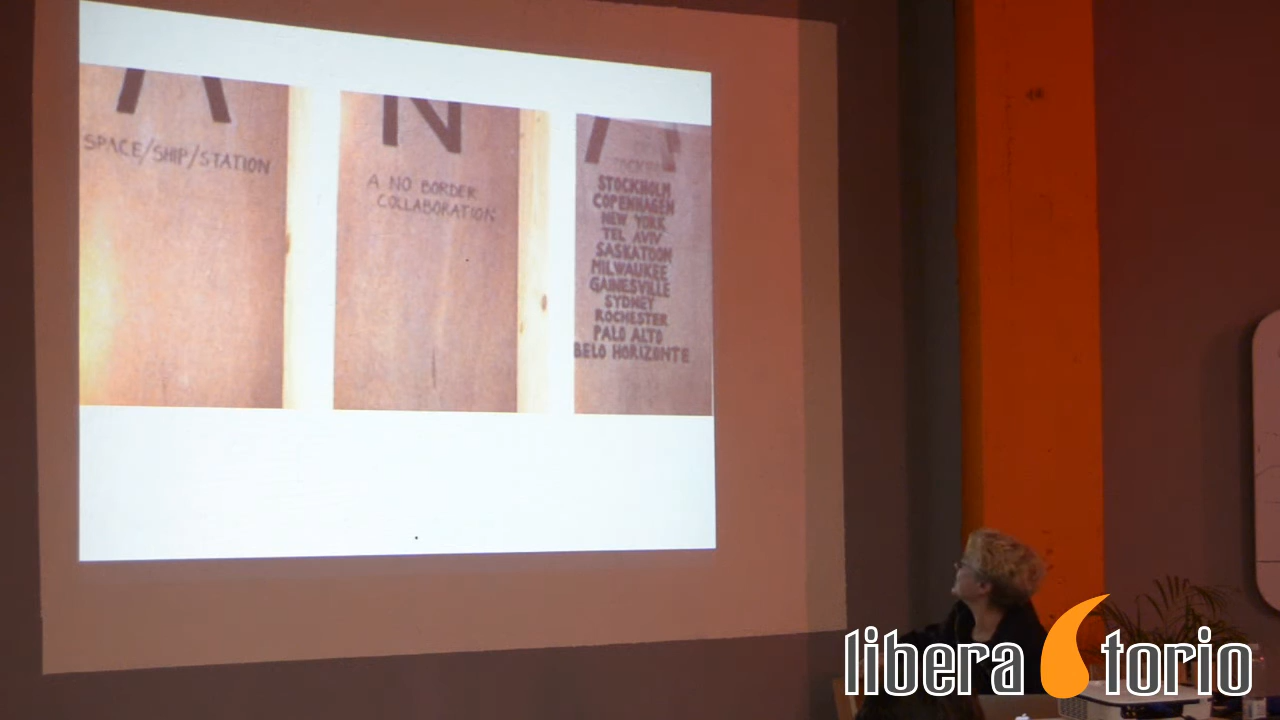 A
SPACE/SHIP/STATION
N
A NO BORDER
COLLABORATION
A
STOCKHOLM
COPENHAGEN
NEW YORK
TEL AVIV
SASKATOON
MILWAUKEE
GAINESVILLE
SYDNEY
ROCHESTER
PALO ALTO
BELO HORIZONTE
libera torio